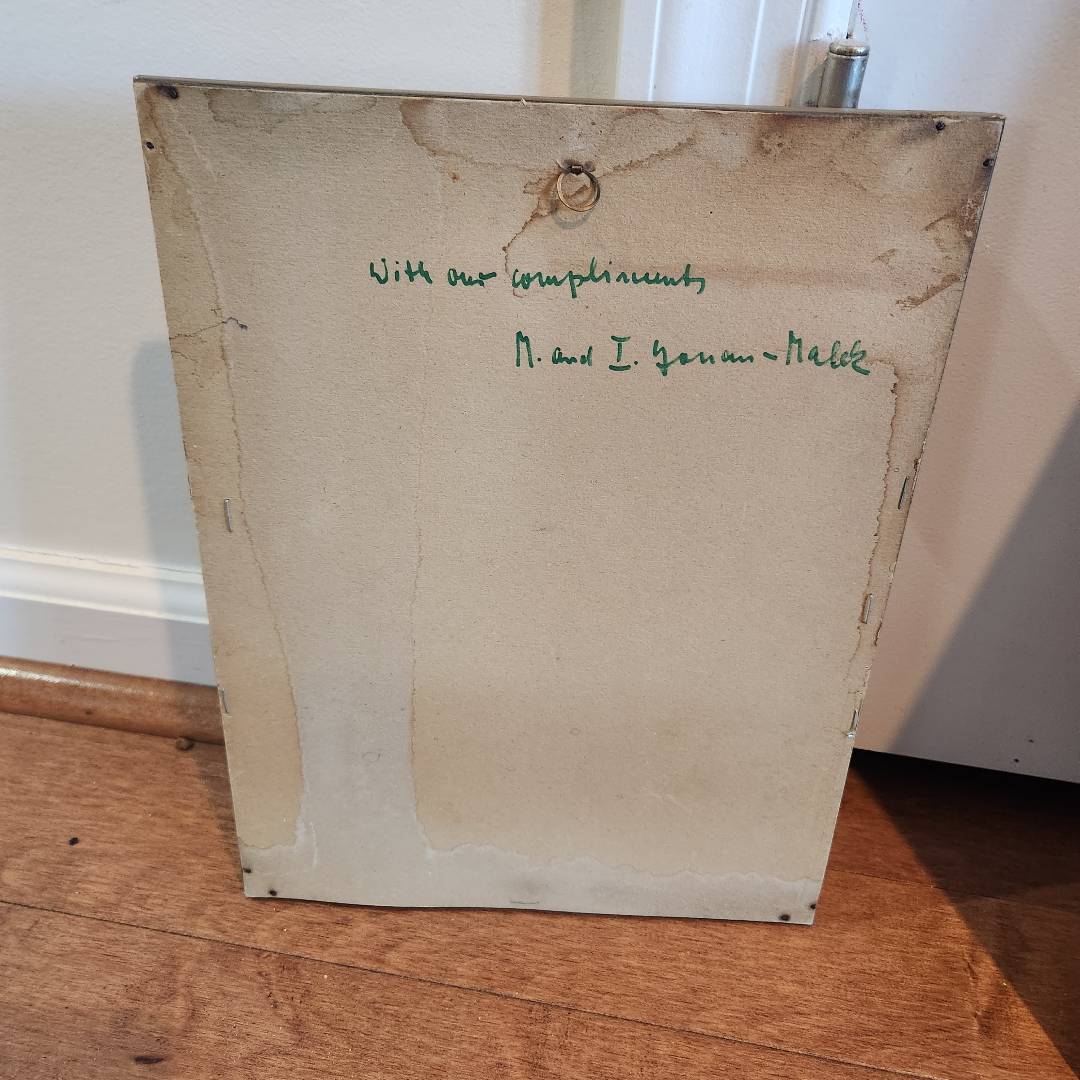 With our compliments
M. and I. Yonan-Malek